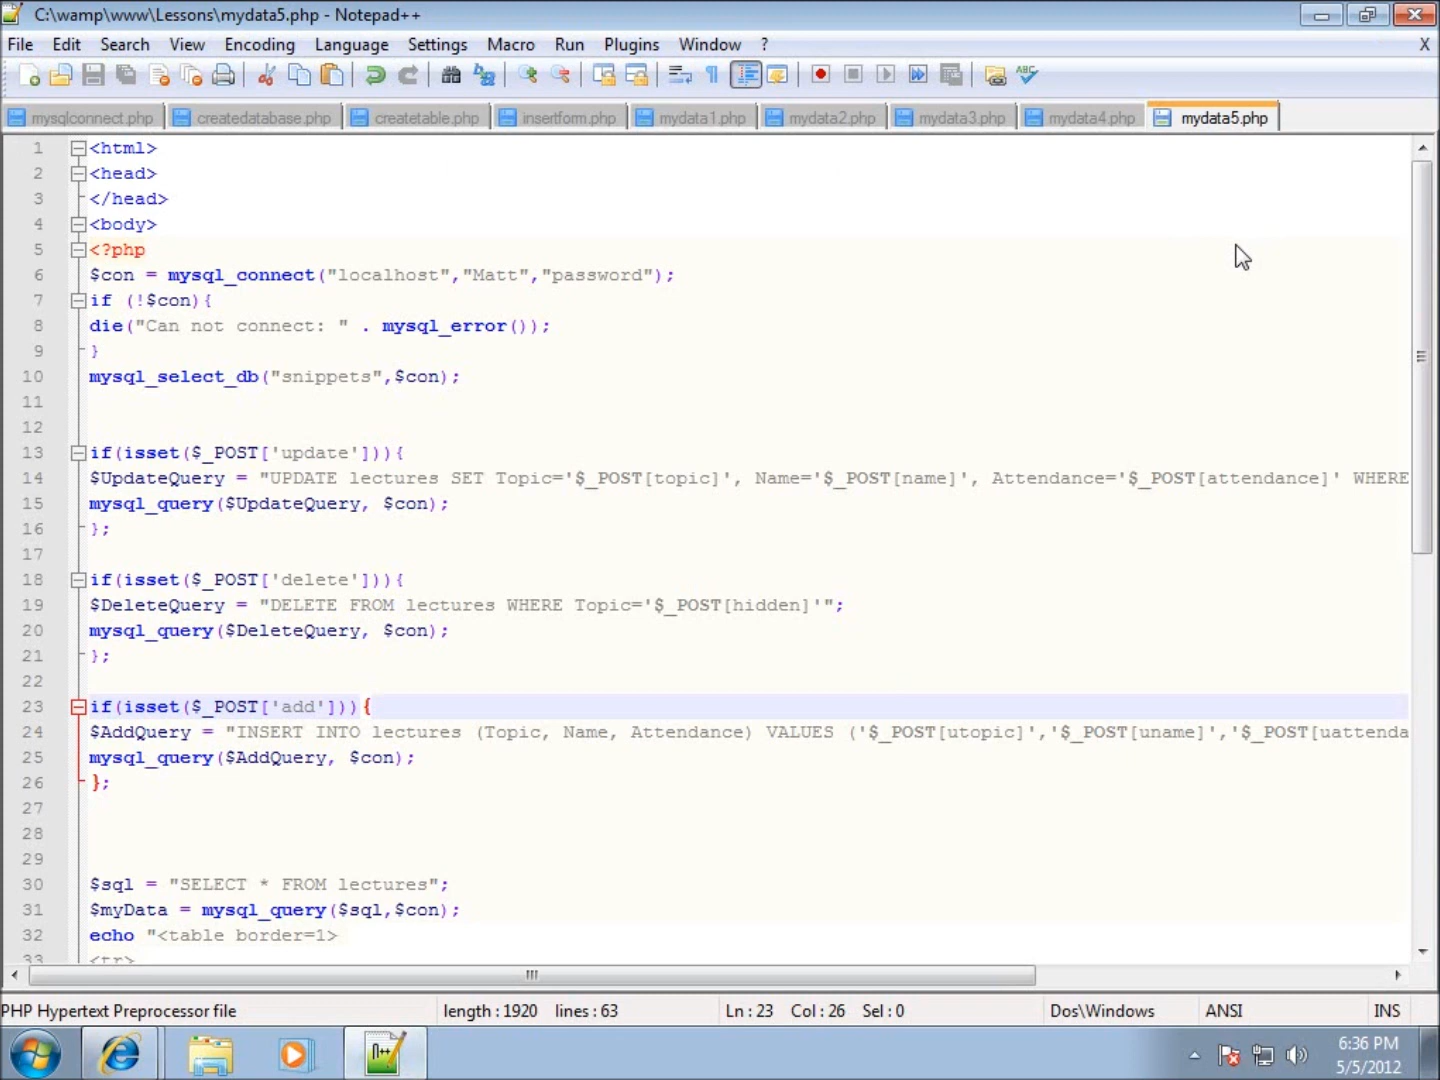 C:\wamp\www\Lessons\mydata5.php - Notepad++
File Edit Search View Encoding Language Settings Macro Run Plugins Window ? X
mysqlconnect.php createdatabase.php createtable.php insertform.php mydata1.php mydata2.php mydata3.php mydata4.php mydata5.php
1 <html>
2 <head>
3 </head>
4 <body>
5 <?php
6 $con = mysql_connect("localhost","Matt","password");
7 if (!$con){
8 die("Can not connect: " . mysql_error());
9 }
10 mysql_select_db("snippets",$con);
11
12
13 if(isset($_POST['update'])){
14 $UpdateQuery = "UPDATE lectures SET Topic='$_POST[topic]', Name='$_POST[name]', Attendance='$_POST[attendance]' WHERE
15 mysql_query($UpdateQuery, $con);
16 };
17
18 if(isset($_POST['delete'])){
19 $DeleteQuery = "DELETE FROM lectures WHERE Topic='$_POST[hidden]'";
20 mysql_query($DeleteQuery, $con);
21 };
22
23 if(isset($_POST['add'])){
24 $AddQuery = "INSERT INTO lectures (Topic, Name, Attendance) VALUES ('$_POST[utopic]','$_POST[uname]','$_POST[uattenda
25 mysql_query($AddQuery, $con);
26 };
27
28
29
30 $sql = "SELECT * FROM lectures";
31 $myData = mysql_query($sql,$con);
32 echo "<table border=1>
33 <tr>
PHP Hypertext Preprocessor file length : 1920 lines : 63 Ln : 23 Col : 26 Sel : 0 Dos\Windows ANSI INS
6:36 PM
5/5/2012